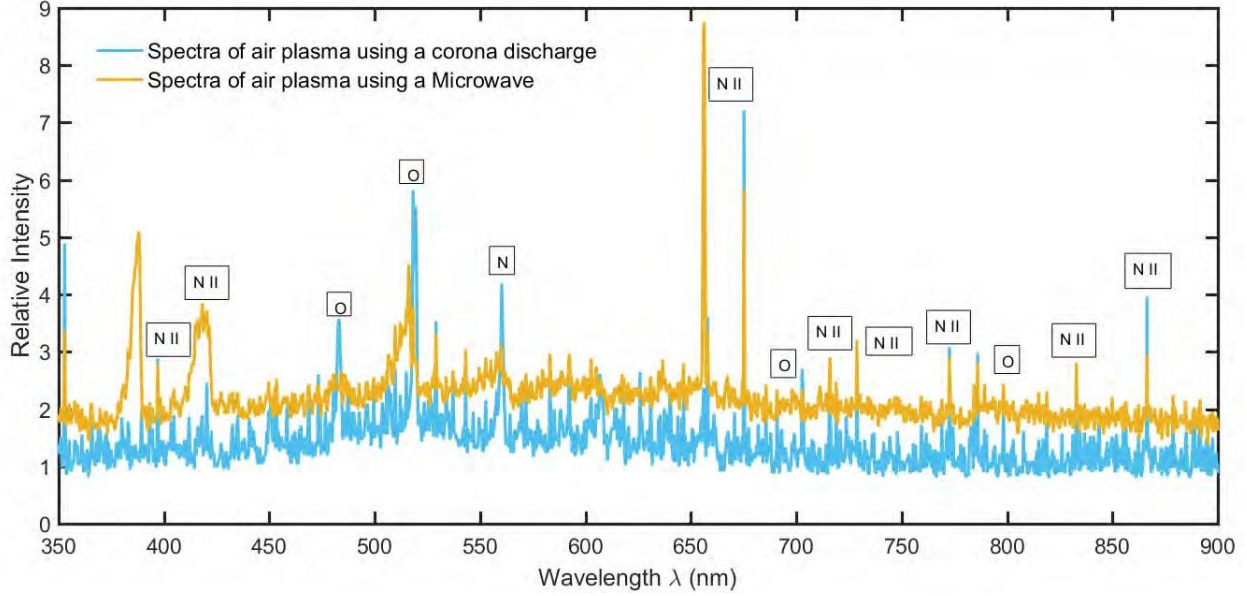 Spectra of air plasma using a corona discharge
Spectra of air plasma using a Microwave
Relative Intensity
9
8
7
6
5
4
3
2
1
0
N II
N II
O
O
N
N II
O
N II
N II
N II
O
N II
N II
350
400
450
500
550
600
650
700
750
800
850
900
Wavelength λ (nm)